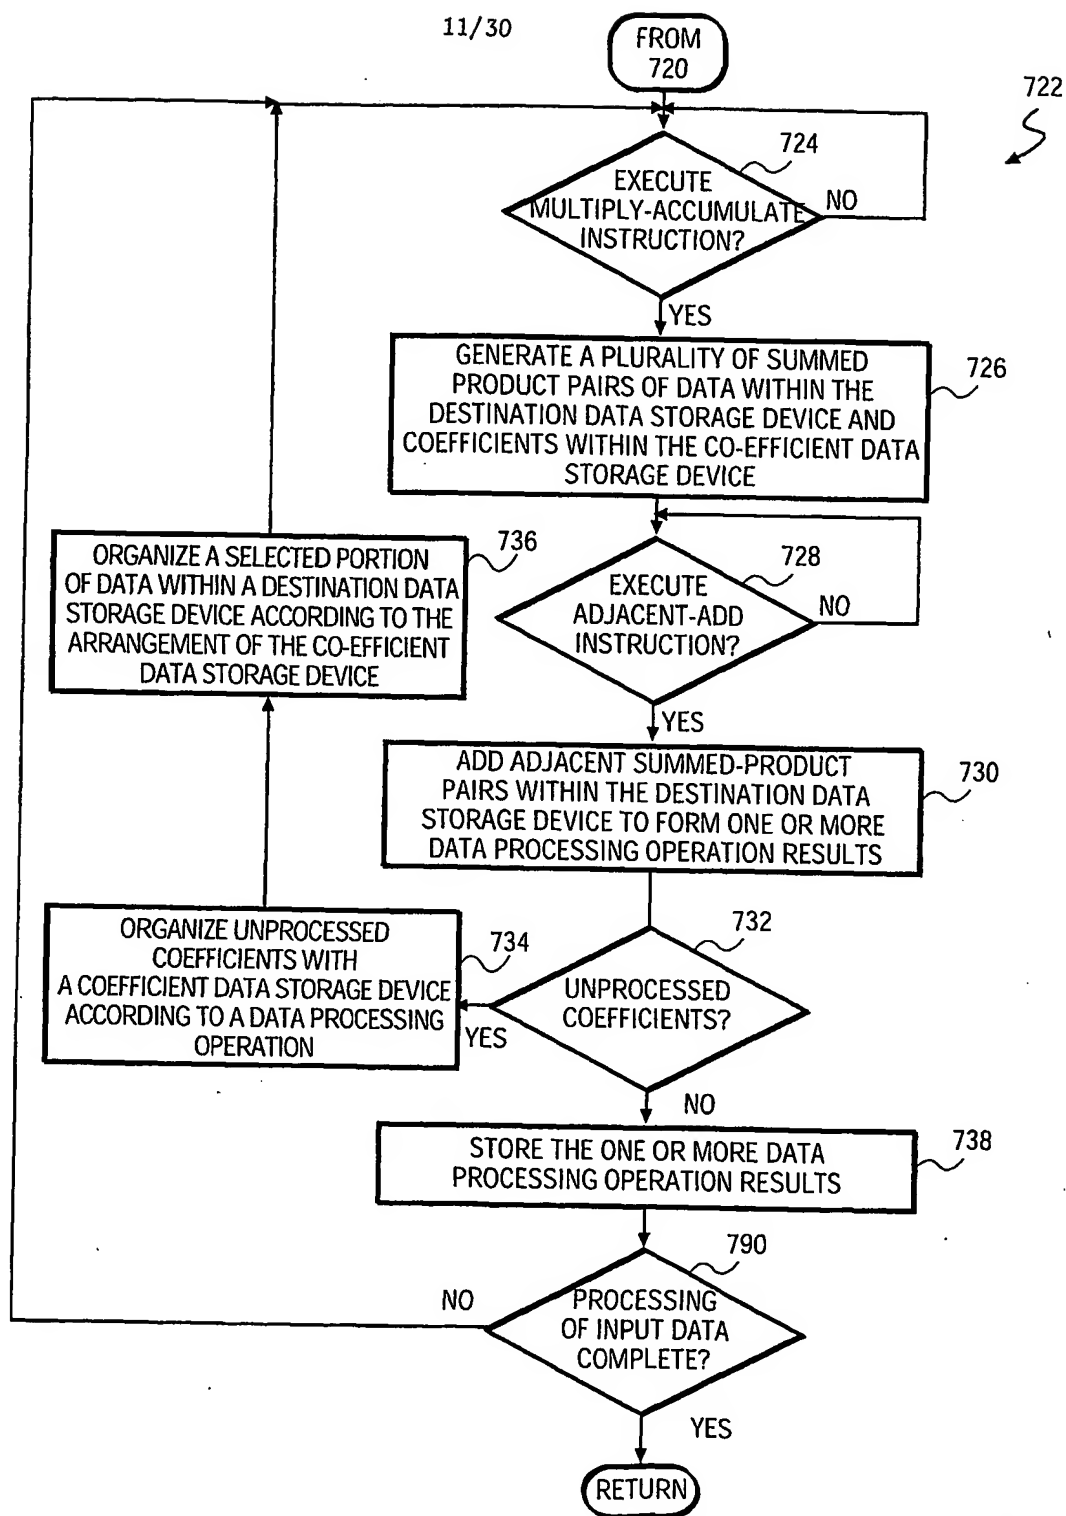 11/30
FROM
720
722
724
EXECUTE
MULTIPLY-ACCUMULATE
INSTRUCTION?
NO
YES
GENERATE A PLURALITY OF SUMMED
PRODUCT PAIRS OF DATA WITHIN THE
DESTINATION DATA STORAGE DEVICE AND
COEFFICIENTS WITHIN THE CO-EFFICIENT DATA
STORAGE DEVICE
726
ORGANIZE A SELECTED PORTION
OF DATA WITHIN A DESTINATION DATA
STORAGE DEVICE ACCORDING TO THE
ARRANGEMENT OF THE CO-EFFICIENT
DATA STORAGE DEVICE
736
728
EXECUTE
ADJACENT-ADD
INSTRUCTION?
NO
YES
ADD ADJACENT SUMMED-PRODUCT
PAIRS WITHIN THE DESTINATION DATA
STORAGE DEVICE TO FORM ONE OR MORE
DATA PROCESSING OPERATION RESULTS
730
ORGANIZE UNPROCESSED
COEFFICIENTS WITH
A COEFFICIENT DATA STORAGE DEVICE
ACCORDING TO A DATA PROCESSING
OPERATION
734
732
UNPROCESSED
COEFFICIENTS?
YES
NO
STORE THE ONE OR MORE DATA
PROCESSING OPERATION RESULTS
738
790
NO
PROCESSING
OF INPUT DATA
COMPLETE?
YES
RETURN